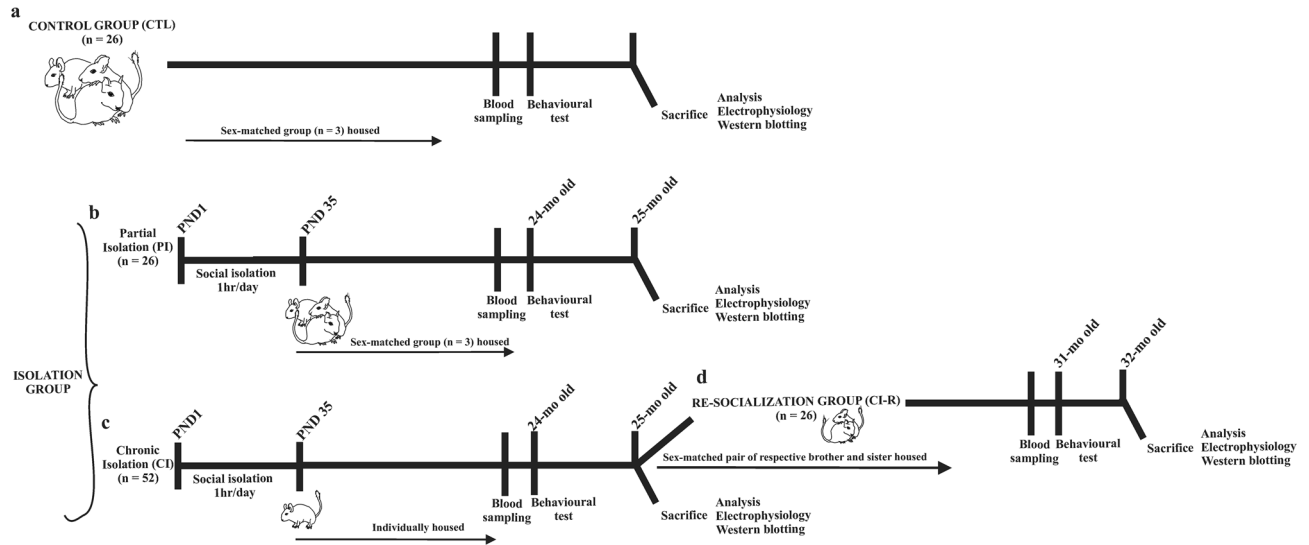 a
CONTROL GROUP (CTL)
(n = 26)
Sex-matched group (n = 3) housed
Blood
sampling
Behavioural
test
Sacrifice
Analysis
Electrophysiology
Western blotting
ISOLATION
GROUP
b
Partial
Isolation (PI)
(n = 26)
PND1
Social isolation
1hr/day
PND 35
Sex-matched group (n = 3) housed
Blood
sampling
24-mo old
Behavioural
test
25-mo old
Sacrifice
Analysis
Electrophysiology
Western blotting
c
Chronic
Isolation (CI)
(n = 52)
PND1
Social isolation
1hr/day
PND 35
Individually housed
Blood
sampling
24-mo old
Behavioural
test
25-mo old
Sacrifice
Analysis
Electrophysiology
Western blotting
d
RE-SOCIALIZATION GROUP (CI-R)
(n = 26)
Sex-matched pair of respective brother and sister housed
Blood
sampling
31-mo old
Behavioural
test
32-mo old
Sacrifice
Analysis
Electrophysiology
Western blotting